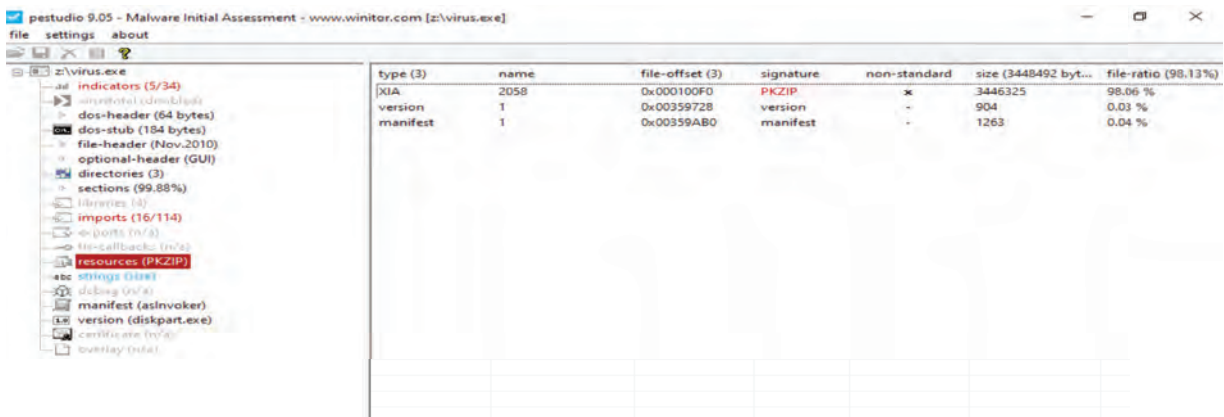 pestudio 9.05 - Malware Initial Assessment - www.winitor.com [z:\virus.exe]
file settings about
z:\virus.exe
indicators (5/34)
virustotal (disabled)
dos-header (64 bytes)
dos-stub (184 bytes)
file-header (Nov.2010)
optional-header (GUI)
directories (3)
sections (99.88%)
libraries (4)
imports (16/114)
exports (n/a)
tls-callbacks (n/a)
resources (PKZIP)
abc strings (size)
debug (n/a)
manifest (asInvoker)
version (diskpart.exe)
certificate (n/a)
overlay (n/a)
type (3) name file-offset (3) signature non-standard size (3448492 byt... file-ratio (98.13%)
XIA 2058 0x000100F0 PKZIP x 3446325 98.06 %
version 1 0x00359728 version - 904 0.03 %
manifest 1 0x00359AB0 manifest - 1263 0.04 %